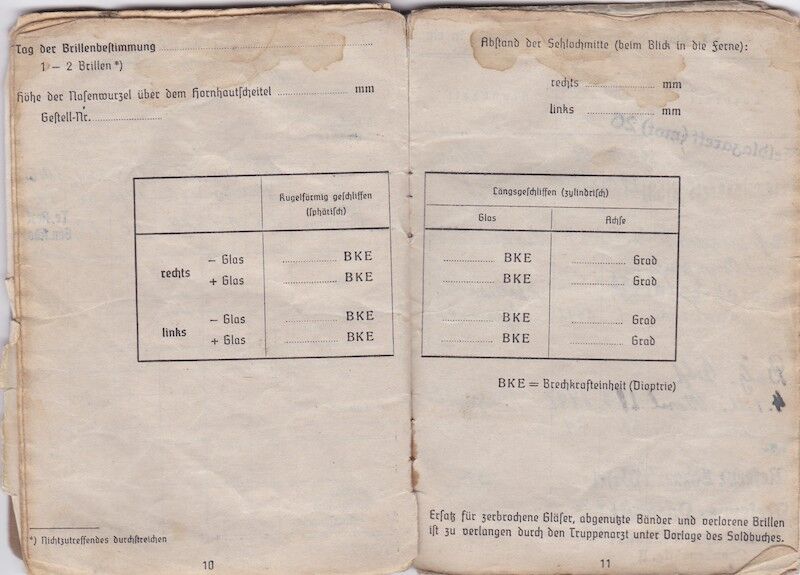 Tag der Brillenbestimmung
1 – 2 Brillen *)
Höhe der Nasenwurzel über dem Hornhautscheitel ................. mm
Gestell-Nr. .................
Kugelförmig geschliffen
(sphärisch)
rechts
– Glas ............ BKE
+ Glas ............ BKE
links
– Glas ............ BKE
+ Glas ............ BKE
*) Nichtzutreffendes durchstreichen
10
Abstand der Sehlochmitte (beim Blick in die Ferne):
rechts ................. mm
links ................. mm
Längsgeschliffen (zylindrisch)
Glas Achse
............ BKE ............ Grad
............ BKE ............ Grad
............ BKE ............ Grad
............ BKE ............ Grad
BKE = Brechkrafteinheit (Dioptrie)
Ersatz für zerbrochene Gläser, abgenutzte Bänder und verlorene Brillen
ist zu verlangen durch den Truppenarzt unter Vorlage des Soldbuches.
11